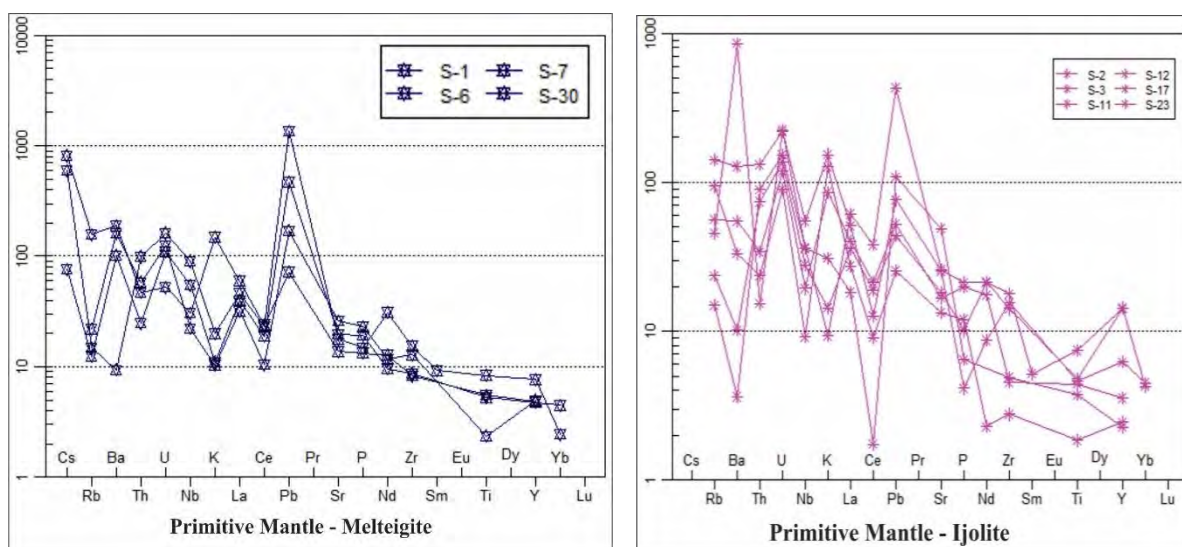 10000
1000
100
10
1
S-1 S-7
S-6 S-30
Cs Ba U K Ce Pr P Zr Eu Dy Yb
Rb Th Nb La Pb Sr Nd Sm Ti Y Lu
Primitive Mantle - Melteigite
1000
100
10
1
S-2 S-12
S-3 S-17
S-11 S-23
Cs Ba U K Ce Pr P Zr Eu Dy Yb
Rb Th Nb La Pb Sr Nd Sm Ti Y Lu
Primitive Mantle - Ijolite